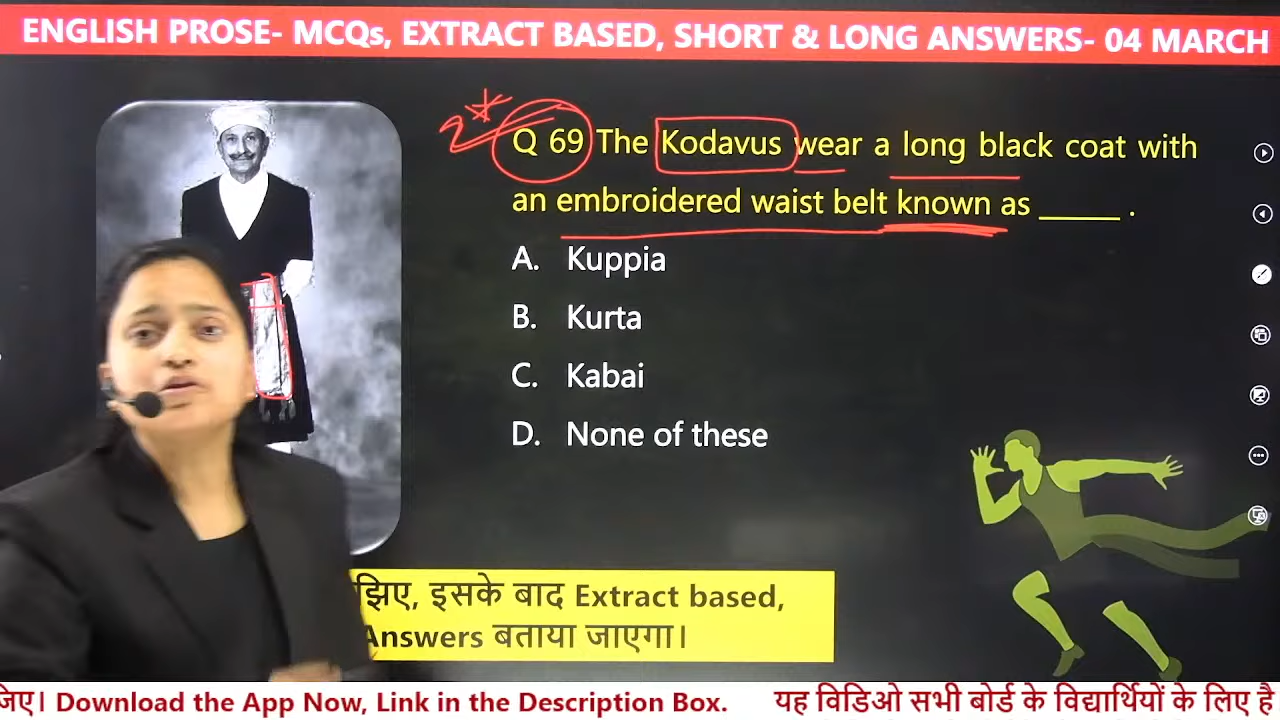 ENGLISH PROSE- MCQs, EXTRACT BASED, SHORT & LONG ANSWERS- 04 MARCH
Q 69 The Kodavus wear a long black coat with
an embroidered waist belt known as _____ .
A. Kuppia
B. Kurta
C. Kabai
D. None of these
झिए, इसके बाद Extract based,
Answers बताया जाएगा।
जिए। Download the App Now, Link in the Description Box. यह विडिओ सभी बोर्ड के विद्यार्थियों के लिए है